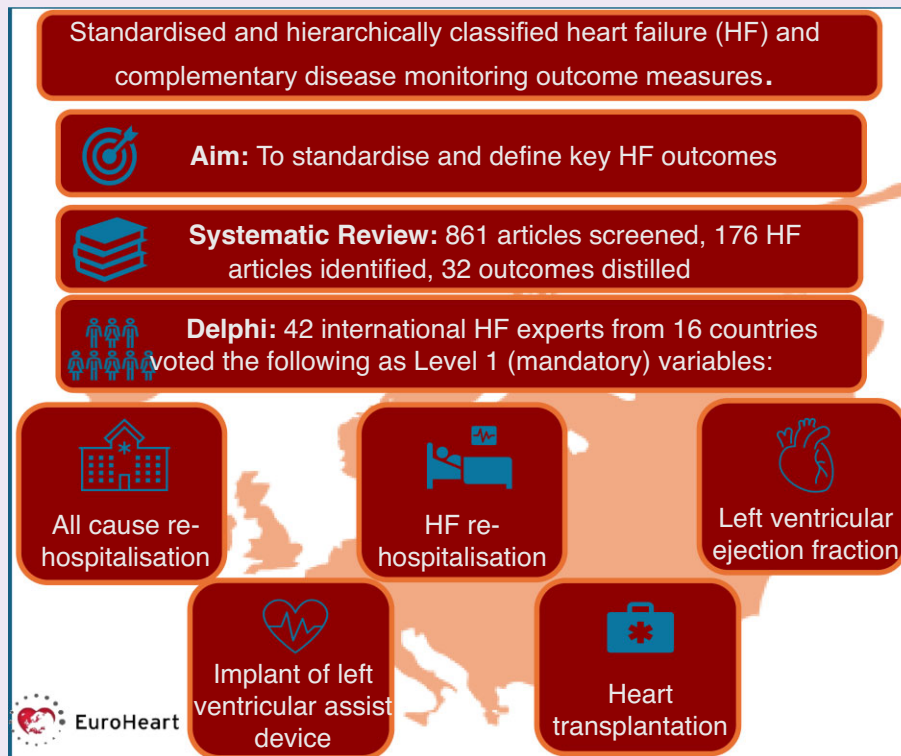 Standardised and hierarchically classified heart failure (HF) and
complementary disease monitoring outcome measures.
Aim: To standardise and define key HF outcomes
Systematic Review: 861 articles screened, 176 HF
articles identified, 32 outcomes distilled
Delphi: 42 international HF experts from 16 countries
voted the following as Level 1 (mandatory) variables:
All cause re-
hospitalisation
HF re-
hospitalisation
Left ventricular
ejection fraction
Implant of left
ventricular assist
device
Heart
transplantation
EuroHeart